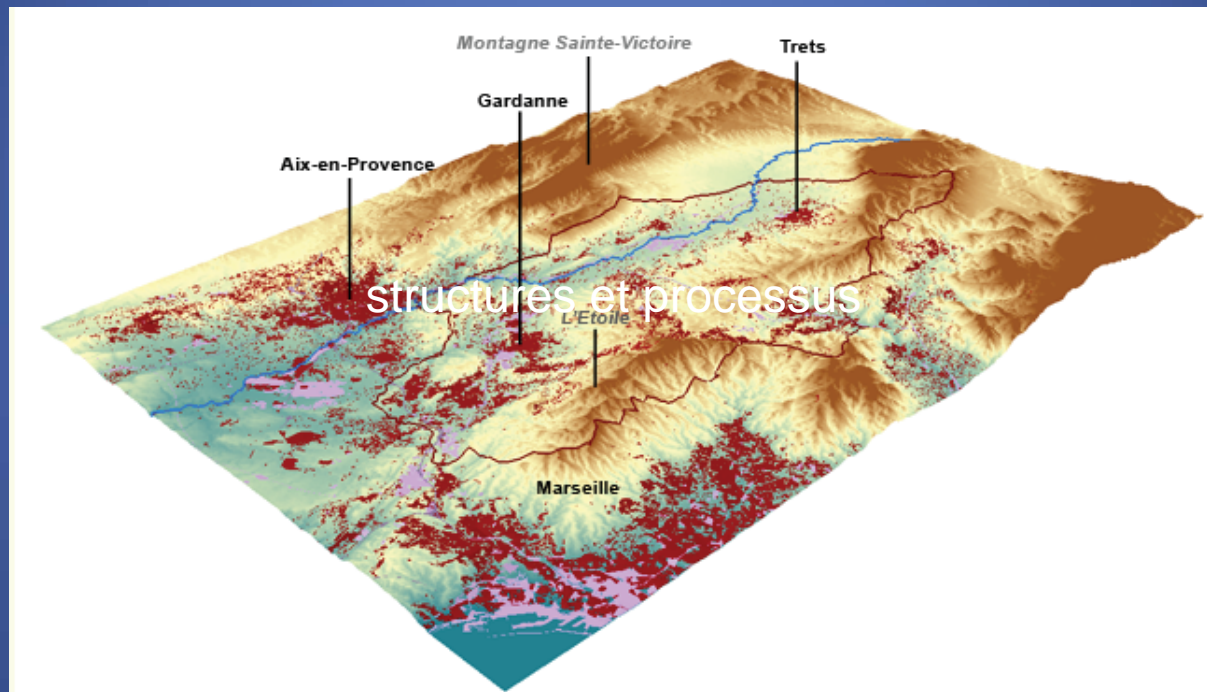 Montagne Sainte-Victoire
Trets
Gardanne
Aix-en-Provence
structures et processus
L'Etoile
Marseille